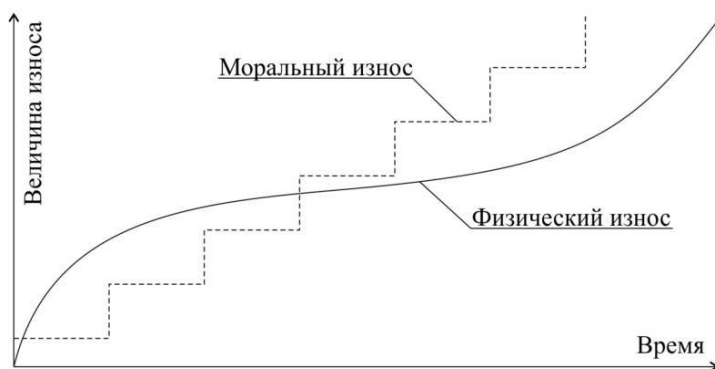 Величина износа
Моральный износ
Физический износ
Время